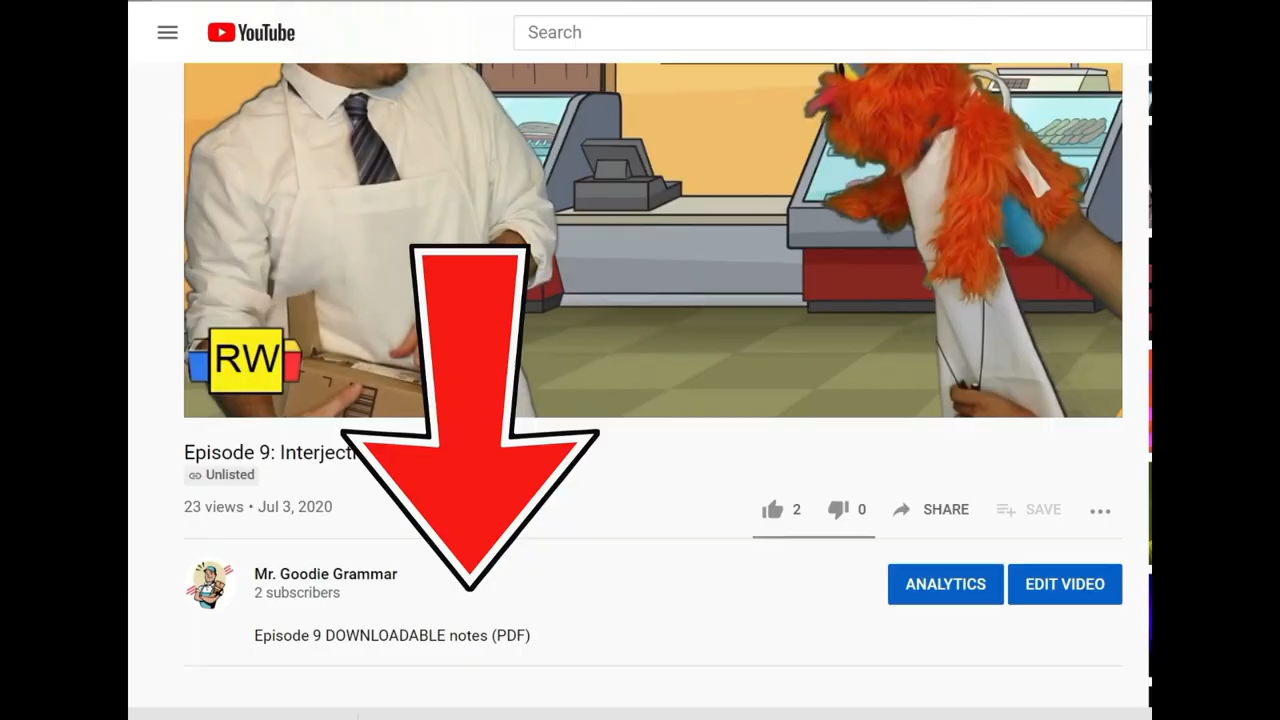 YouTube
Search
RW
Episode 9: Interject
Unlisted
23 views • Jul 3, 2020
2
0
SHARE
SAVE
Mr. Goodie Grammar
2 subscribers
ANALYTICS
EDIT VIDEO
Episode 9 DOWNLOADABLE notes (PDF)